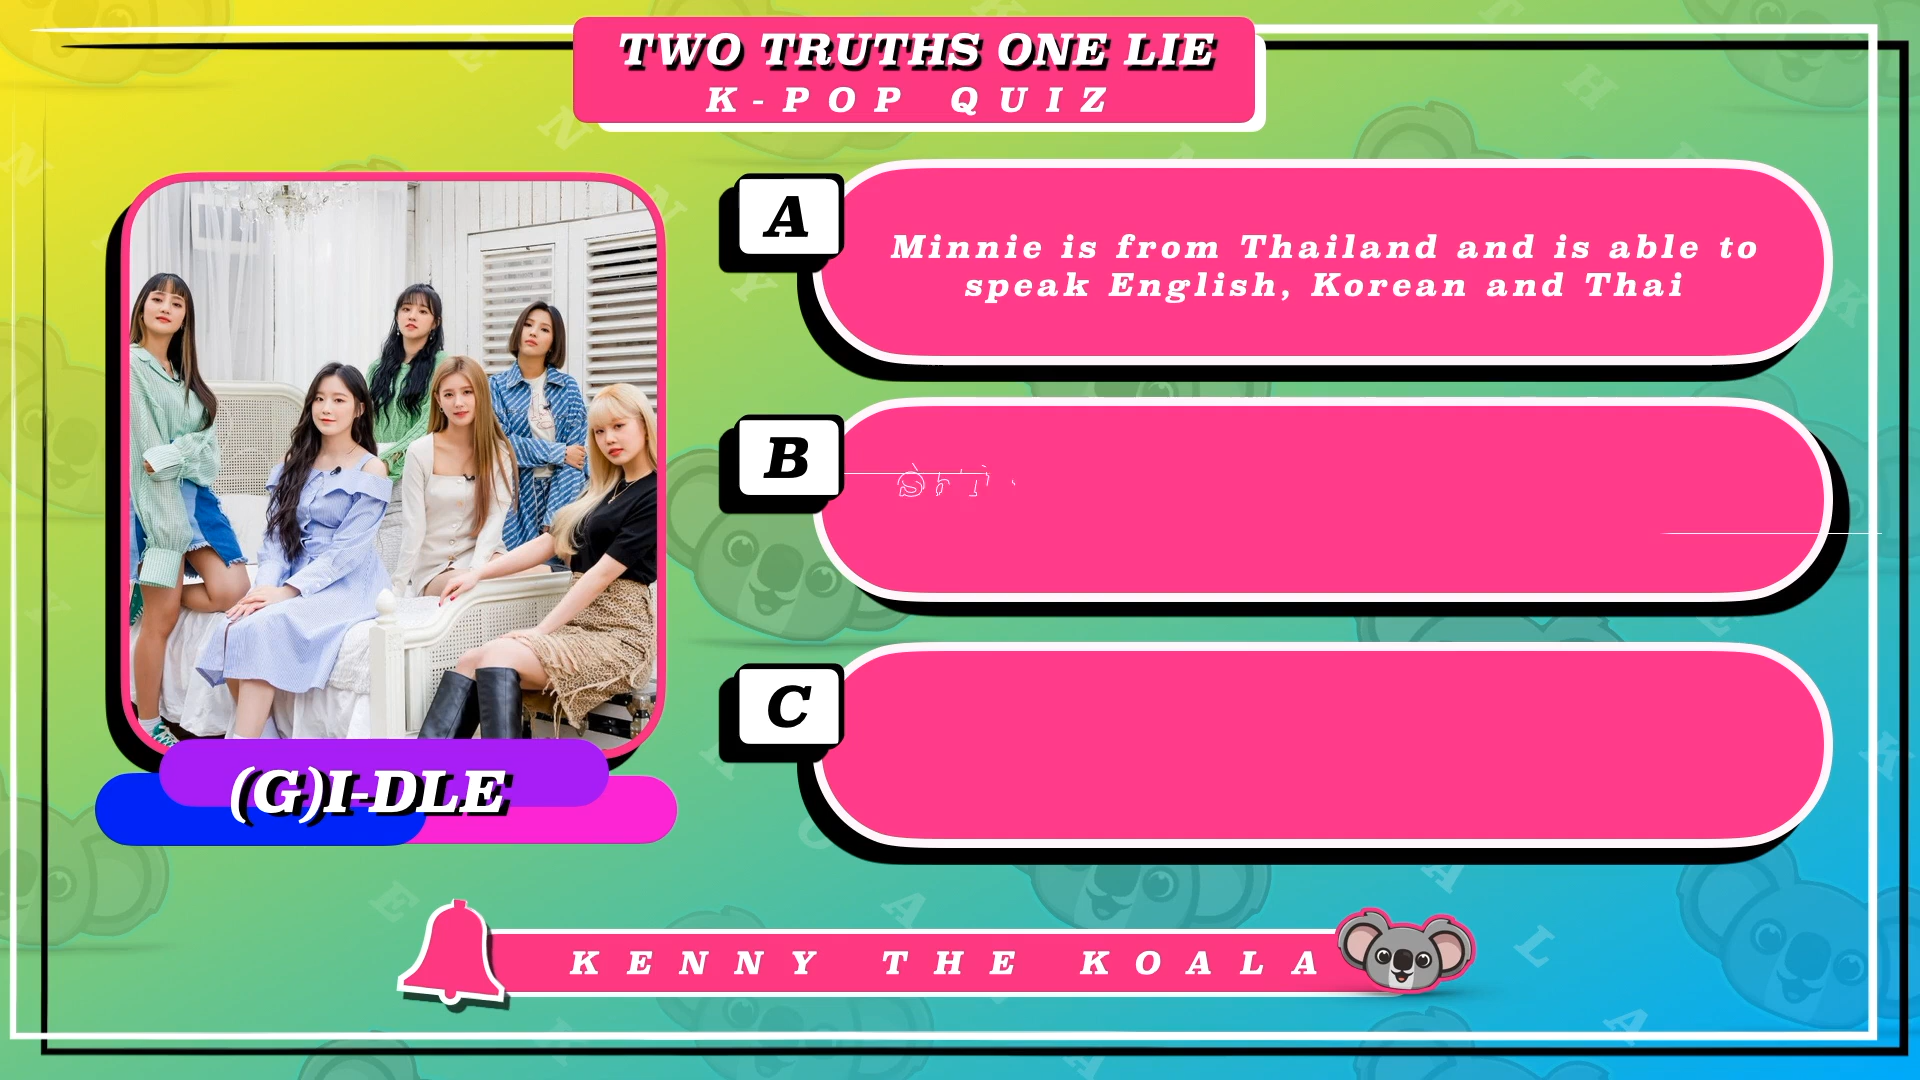 TWO TRUTHS ONE LIE
K-POP QUIZ
A
Minnie is from Thailand and is able to
speak English, Korean and Thai
B
C
(G)I-DLE
KENNY THE KOALA